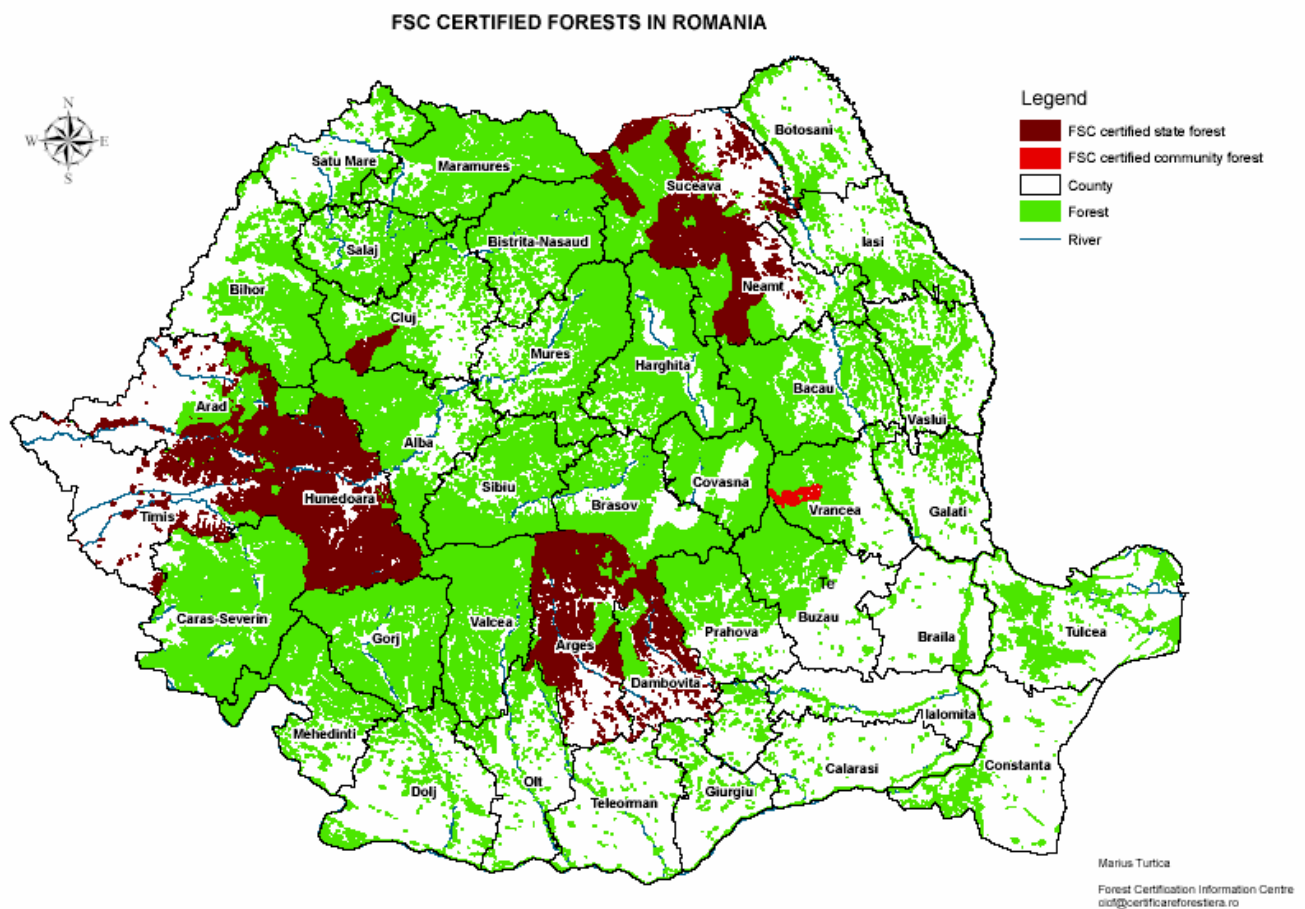 FSC CERTIFIED FORESTS IN ROMANIA
N
W E
S
Legend
FSC certified state forest
FSC certified community forest
County
Forest
River
Botosani
Satu Mare
Maramures
Suceava
Salaj
Bistrita-Nasaud
Iasi
Bihor
Neamt
Cluj
Mures
Harghita
Bacau
Arad
Vaslui
Alba
Sibiu
Covasna
Hunedoara
Brasov
Vrancea
Galati
Timis
Te
Caras-Severin
Gorj
Valcea
Buzau
Arges
Prahova
Braila
Tulcea
Dambovita
Ialomita
Mehedinti
Constanta
Calarasi
Dolj
Olt
Teleorman
Giurgiu
Marius Turtica
Forest Certification Information Centre
cicf@certificareforestiera.ro